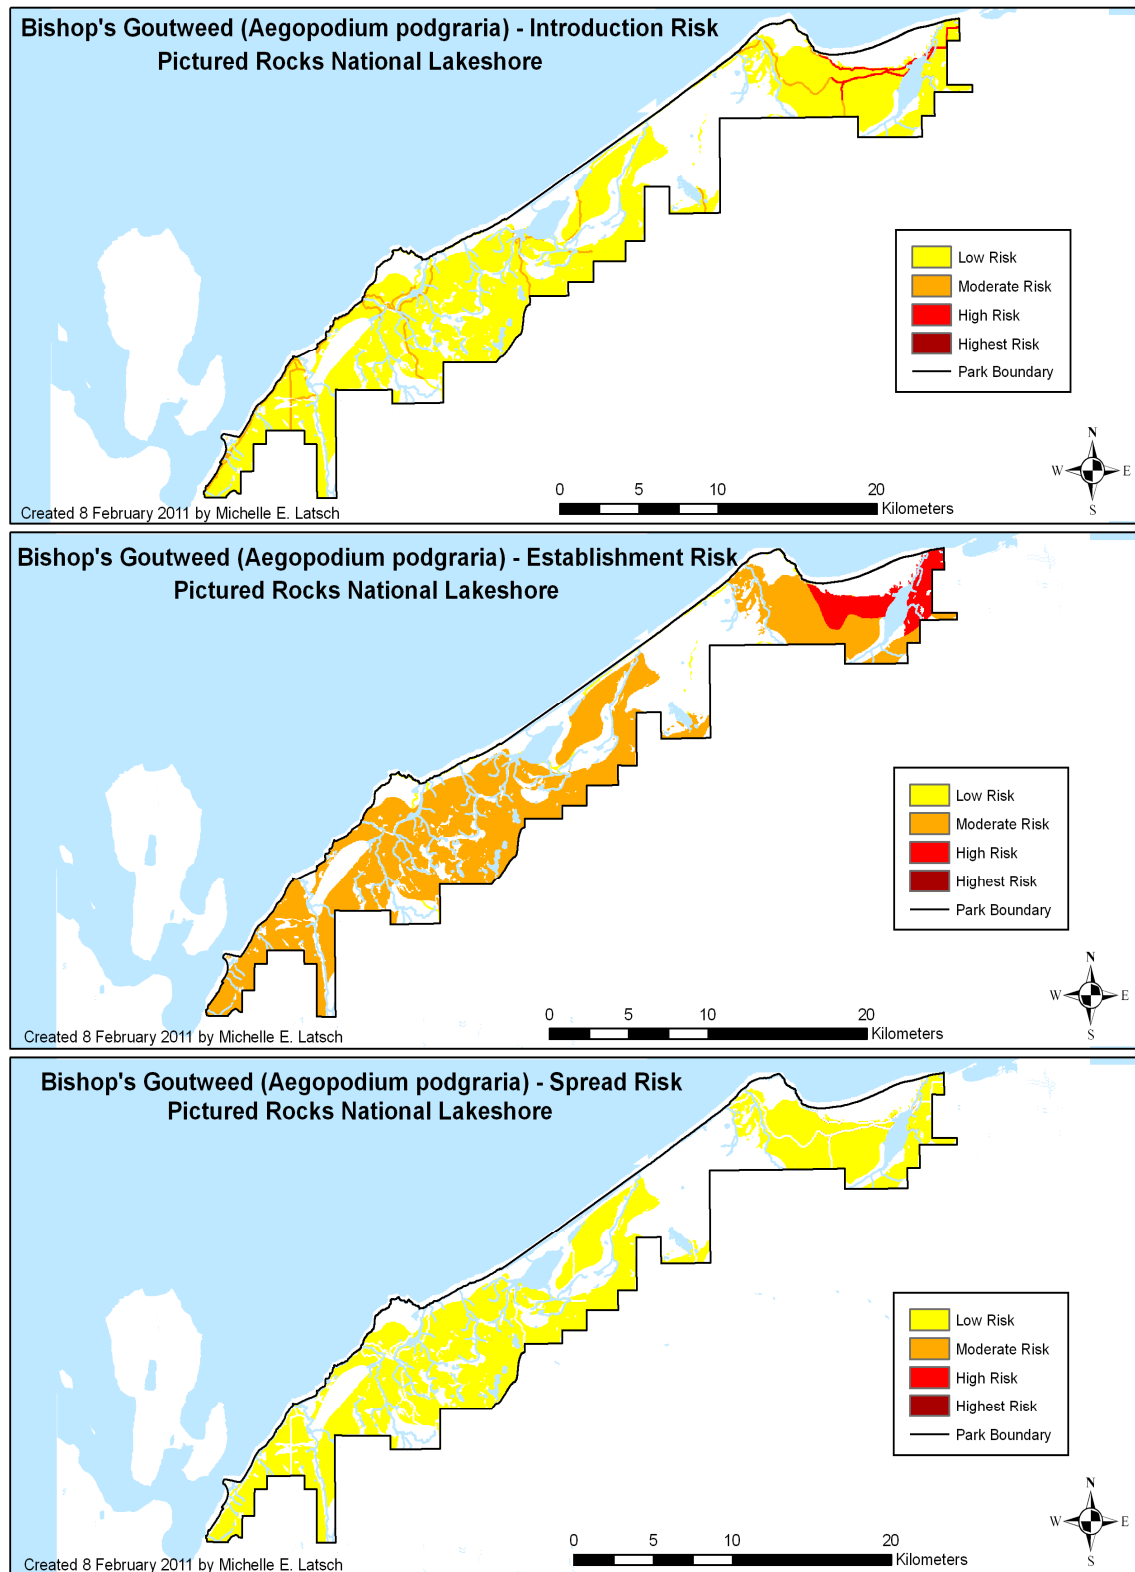 Bishop's Goutweed (Aegopodium podgraria) - Introduction Risk
Pictured Rocks National Lakeshore
Low Risk
Moderate Risk
High Risk
Highest Risk
Park Boundary
N
W E
S
0 5 10 20
Kilometers
Created 8 February 2011 by Michelle E. Latsch
Bishop's Goutweed (Aegopodium podgraria) - Establishment Risk
Pictured Rocks National Lakeshore
Low Risk
Moderate Risk
High Risk
Highest Risk
Park Boundary
N
W E
S
0 5 10 20
Kilometers
Created 8 February 2011 by Michelle E. Latsch
Bishop's Goutweed (Aegopodium podgraria) - Spread Risk
Pictured Rocks National Lakeshore
Low Risk
Moderate Risk
High Risk
Highest Risk
Park Boundary
N
W E
S
0 5 10 20
Kilometers
Created 8 February 2011 by Michelle E. Latsch